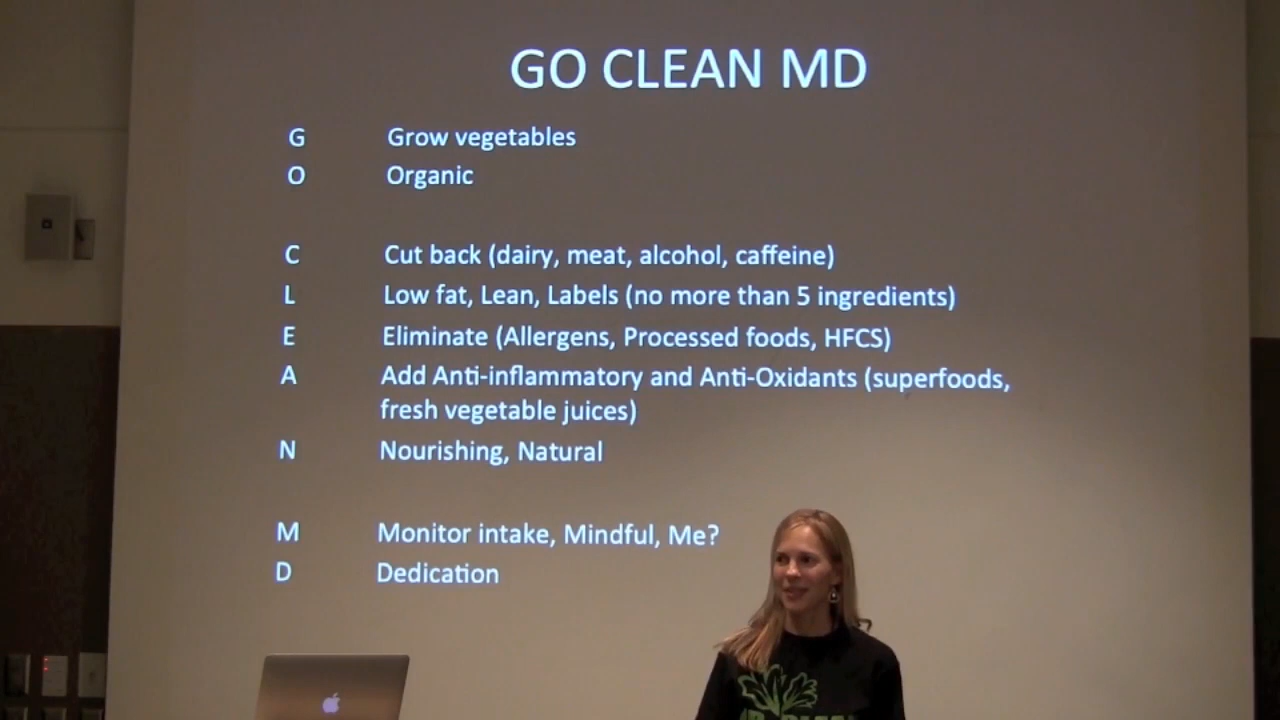 GO CLEAN MD
G Grow vegetables
O Organic
C Cut back (dairy, meat, alcohol, caffeine)
L Low fat, Lean, Labels (no more than 5 ingredients)
E Eliminate (Allergens, Processed foods, HFCS)
A Add Anti-inflammatory and Anti-Oxidants (superfoods,
fresh vegetable juices)
N Nourishing, Natural
M Monitor intake, Mindful, Me?
D Dedication